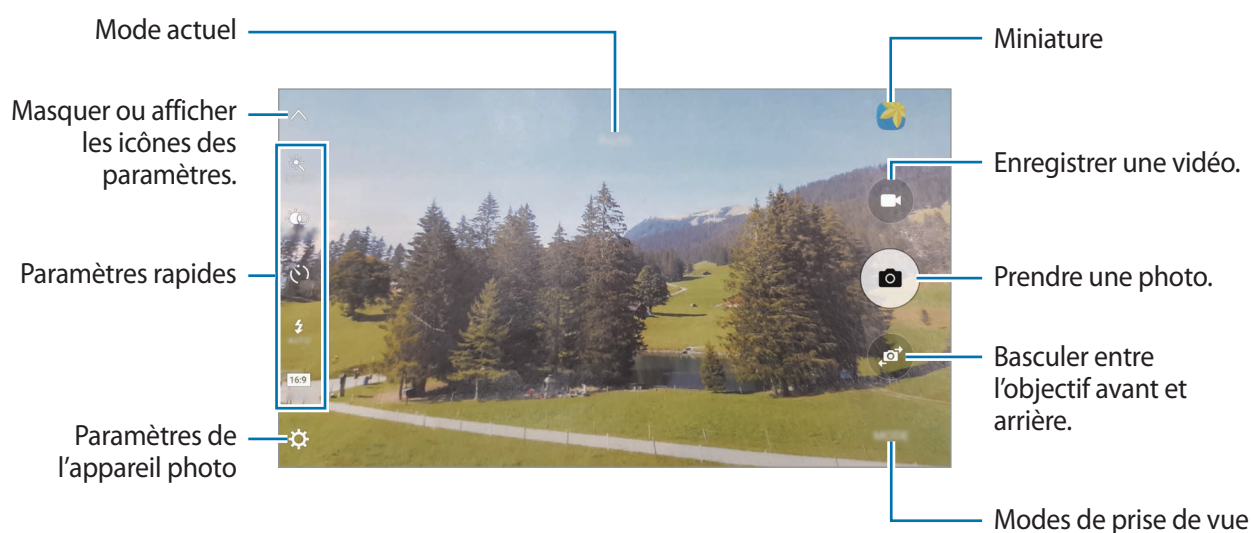 Mode actuel
Masquer ou afficher
les icônes des
paramètres.
Paramètres rapides
16:9
Paramètres de
l'appareil photo
Miniature
Enregistrer une vidéo.
Prendre une photo.
Basculer entre
l'objectif avant et
arrière.
Modes de prise de vue